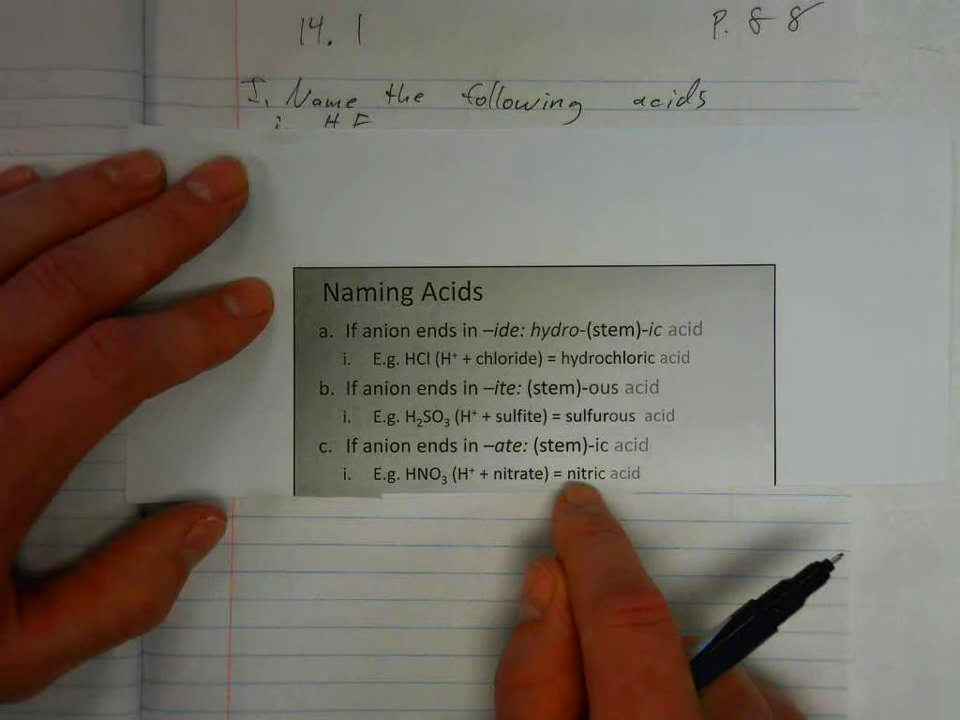 14.1 P. 88
I. Name the following acids
i. HF
Naming Acids
a. If anion ends in –ide: hydro-(stem)-ic acid
i. E.g. HCl (H⁺ + chloride) = hydrochloric acid
b. If anion ends in –ite: (stem)-ous acid
i. E.g. H₂SO₃ (H⁺ + sulfite) = sulfurous acid
c. If anion ends in –ate: (stem)-ic acid
i. E.g. HNO₃ (H⁺ + nitrate) = nitric acid